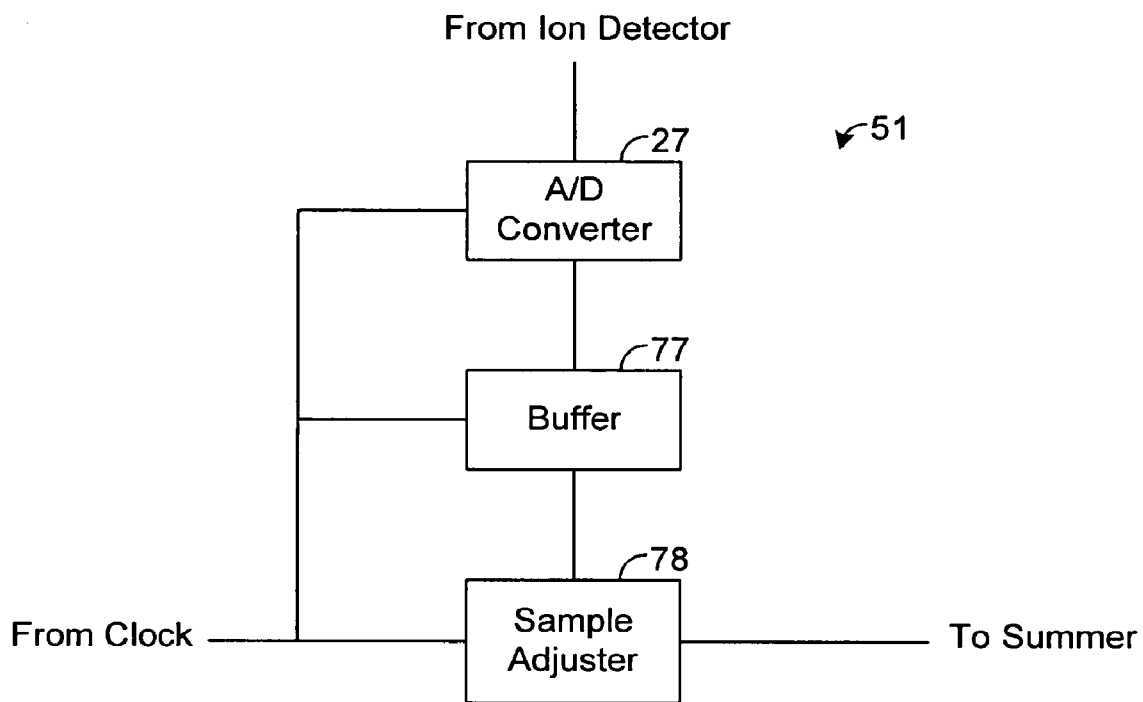 From Ion Detector
51
27
A/D
Converter
77
Buffer
78
From Clock
Sample
Adjuster
To Summer